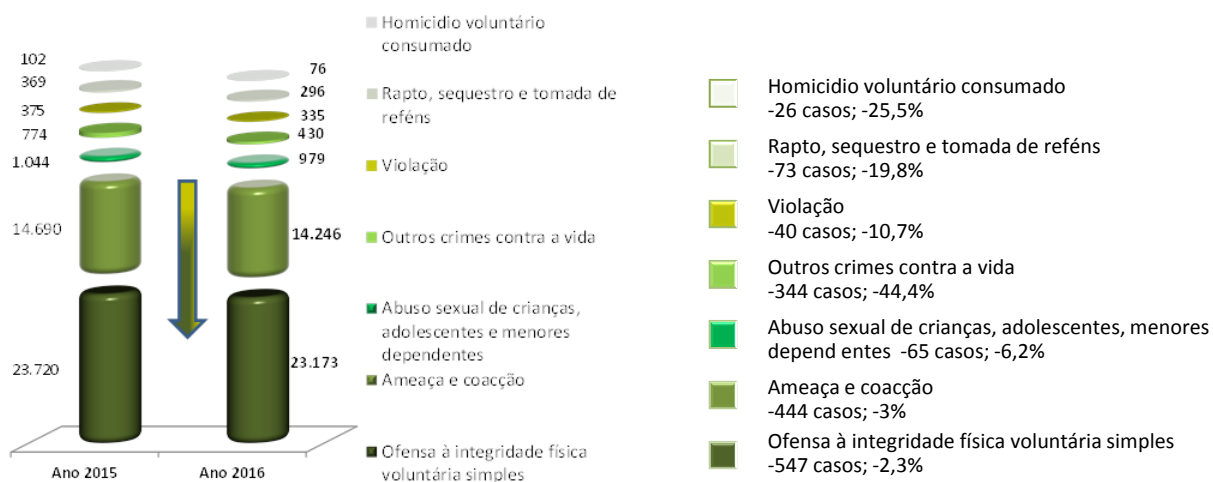 102
369
375
774
1.044
14.690
23.720
76
296
335
430
979
14.246
23.173
Ano 2015
Ano 2016
Homicidio voluntário
consumado
Rapto, sequestro e tomada de
reféns
Violação
Outros crimes contra a vida
Abuso sexual de crianças,
adolescentes e menores
dependentes
Ameaça e coacção
Ofensa à integridade física
voluntária simples
Homicidio voluntário consumado
-26 casos; -25,5%
Rapto, sequestro e tomada de reféns
-73 casos; -19,8%
Violação
-40 casos; -10,7%
Outros crimes contra a vida
-344 casos; -44,4%
Abuso sexual de crianças, adolescentes, menores
depend entes -65 casos; -6,2%
Ameaça e coacção
-444 casos; -3%
Ofensa à integridade física voluntária simples
-547 casos; -2,3%